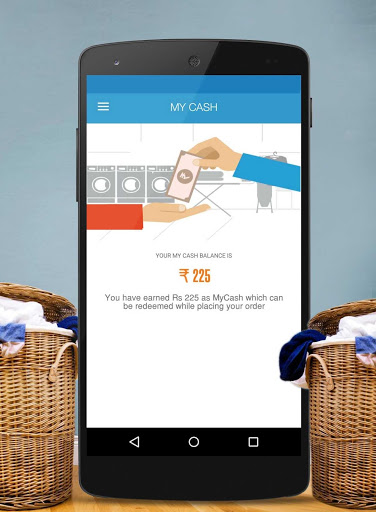 MY CASH
YOUR MY CASH BALANCE IS
₹ 225
You have earned Rs 225 as MyCash which can
be redeemed while placing your order